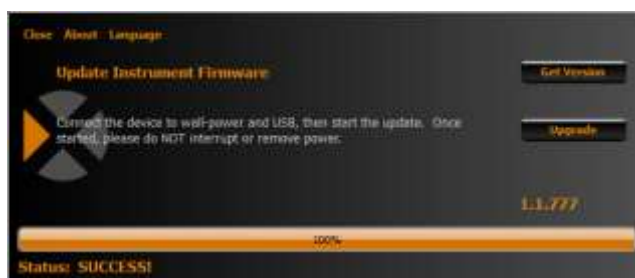 Close About Language
Update Instrument Firmware
Get Version
Connect the device to wall-power and USB, then start the update. Once
started, please do NOT interrupt or remove power.
Upgrade
1.1.777
100%
Status: SUCCESS!